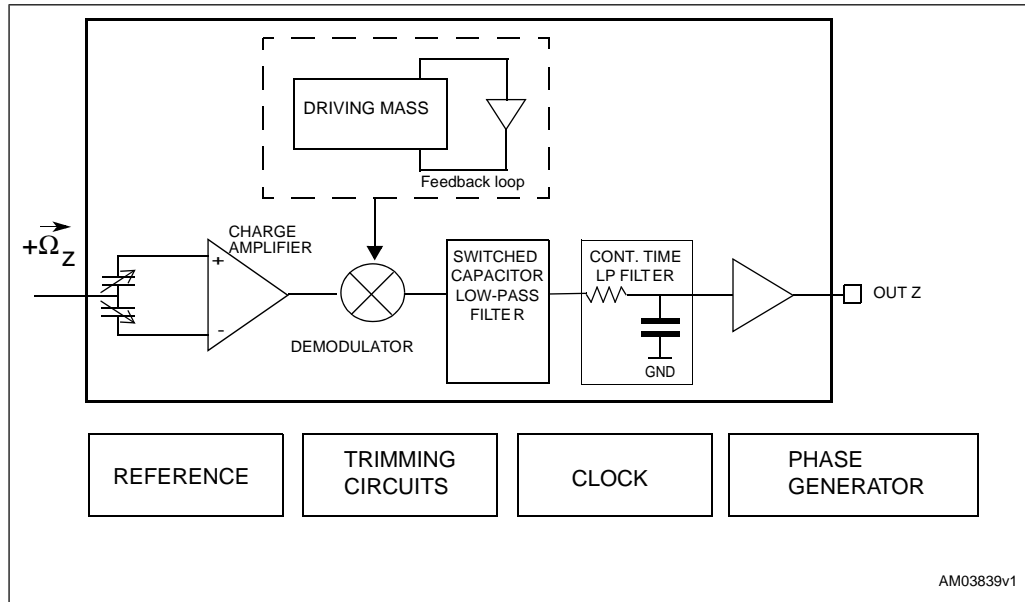 DRIVING MASS
Feedback loop
+Ω⃗Z
CHARGE
AMPLIFIER
+
-
DEMODULATOR
SWITCHED
CAPACITOR
LOW-PASS
FILTER
CONT. TIME
LP FILTER
GND
OUT Z
REFERENCE
TRIMMING
CIRCUITS
CLOCK
PHASE
GENERATOR
AM03839v1